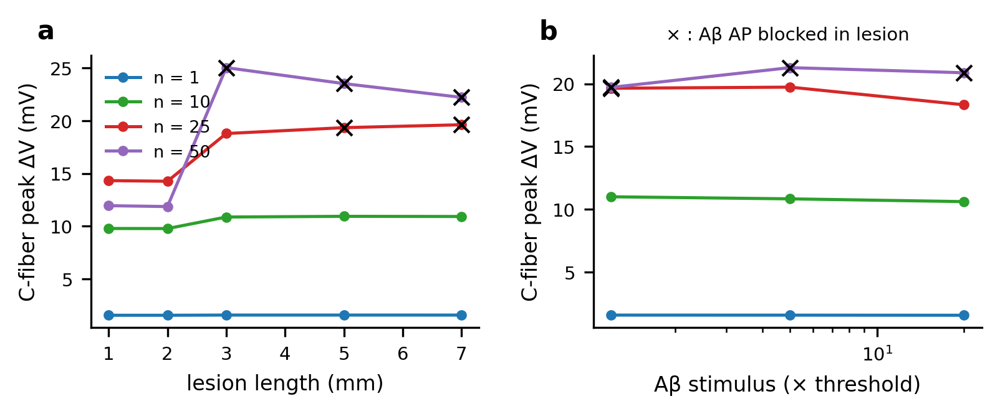 a
C-fiber peak ΔV (mV)
25
20
15
10
5
n = 1
n = 10
n = 25
n = 50
1 2 3 4 5 6 7
lesion length (mm)
b
× : Aβ AP blocked in lesion
C-fiber peak ΔV (mV)
20
15
10
5
10¹
Aβ stimulus (× threshold)